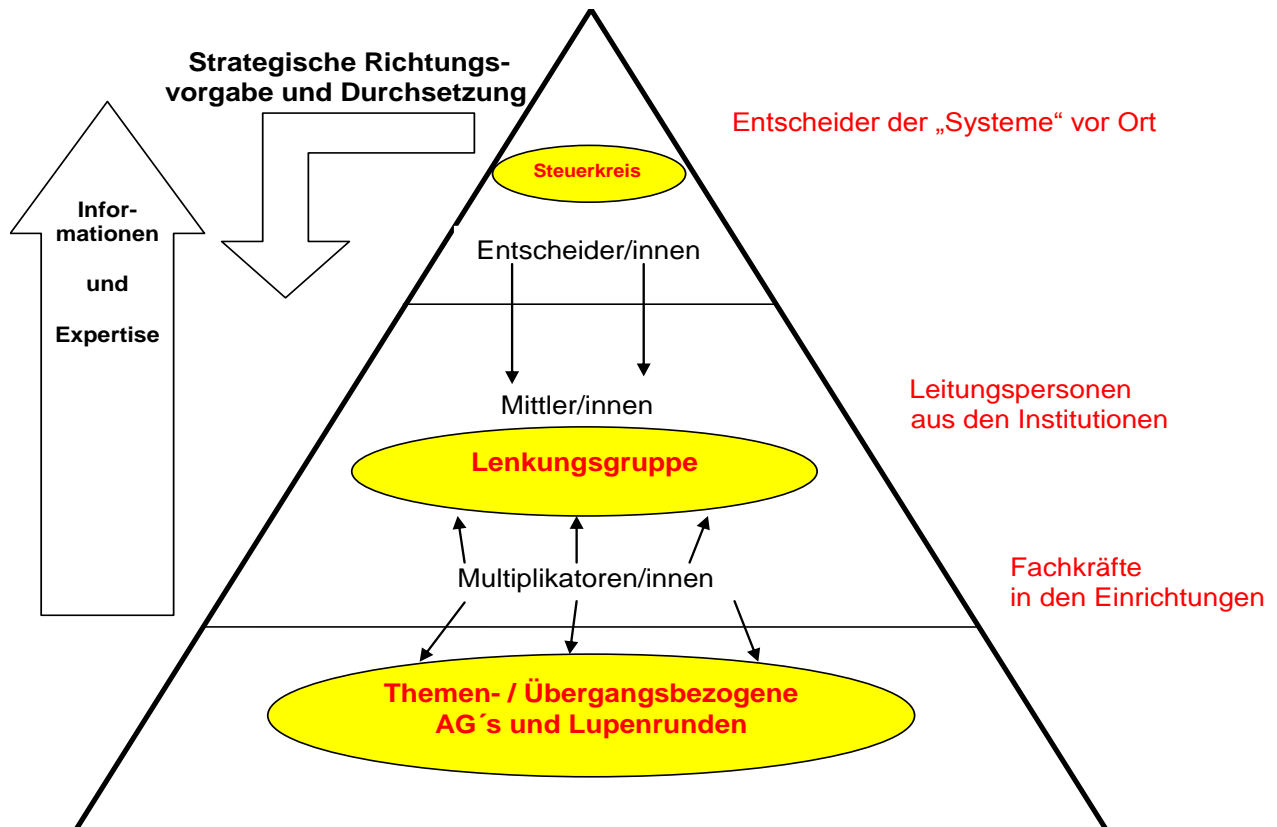 Strategische Richtungs-
vorgabe und Durchsetzung
Entscheider der „Systeme“ vor Ort
Steuerkreis
Infor-
mationen
und
Expertise
Entscheider/innen
Mittler/innen
Leitungspersonen
aus den Institutionen
Lenkungsgruppe
Multiplikatoren/innen
Fachkräfte
in den Einrichtungen
Themen- / Übergangsbezogene
AG´s und Lupenrunden